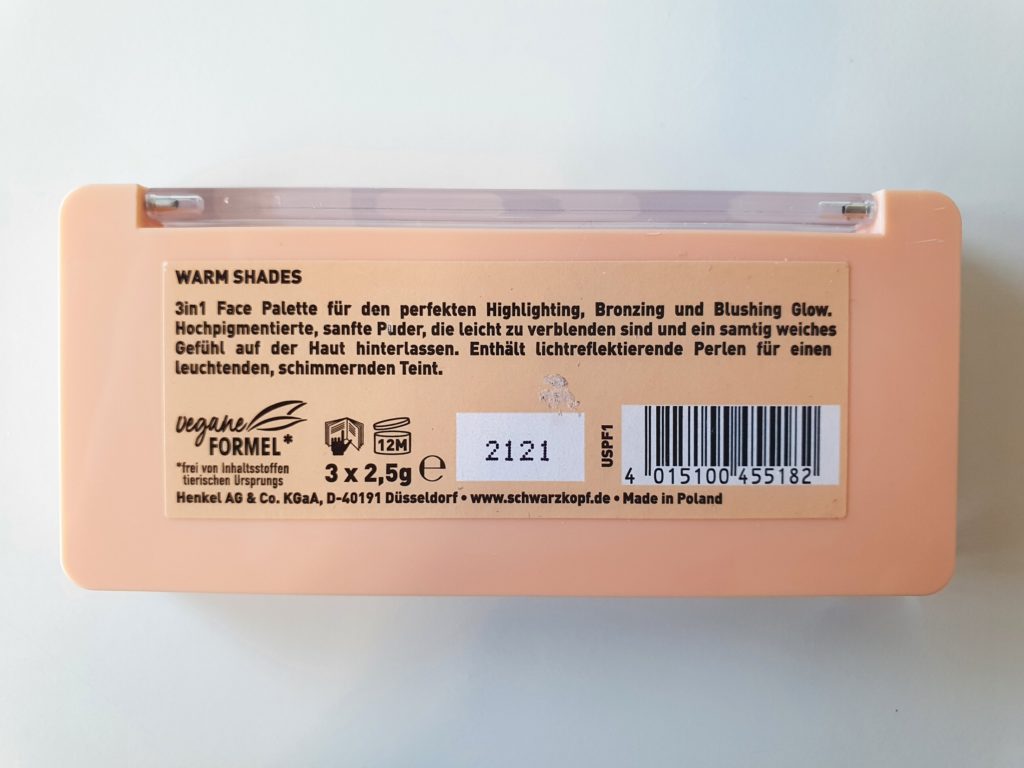 WARM SHADES
3in1 Face Palette für den perfekten Highlighting, Bronzing und Blushing Glow.
Hochpigmentierte, sanfte Puder, die leicht zu verblenden sind und ein samtig weiches
Gefühl auf der Haut hinterlassen. Enthält lichtreflektierende Perlen für einen
leuchtenden, schimmernden Teint.
vegane
FORMEL*
*frei von Inhaltsstoffen
tierischen Ursprungs
12M
3 x 2,5g ℮
2121
USPF1
4 015100 455182
Henkel AG & Co. KGaA, D-40191 Düsseldorf • www.schwarzkopf.de • Made in Poland